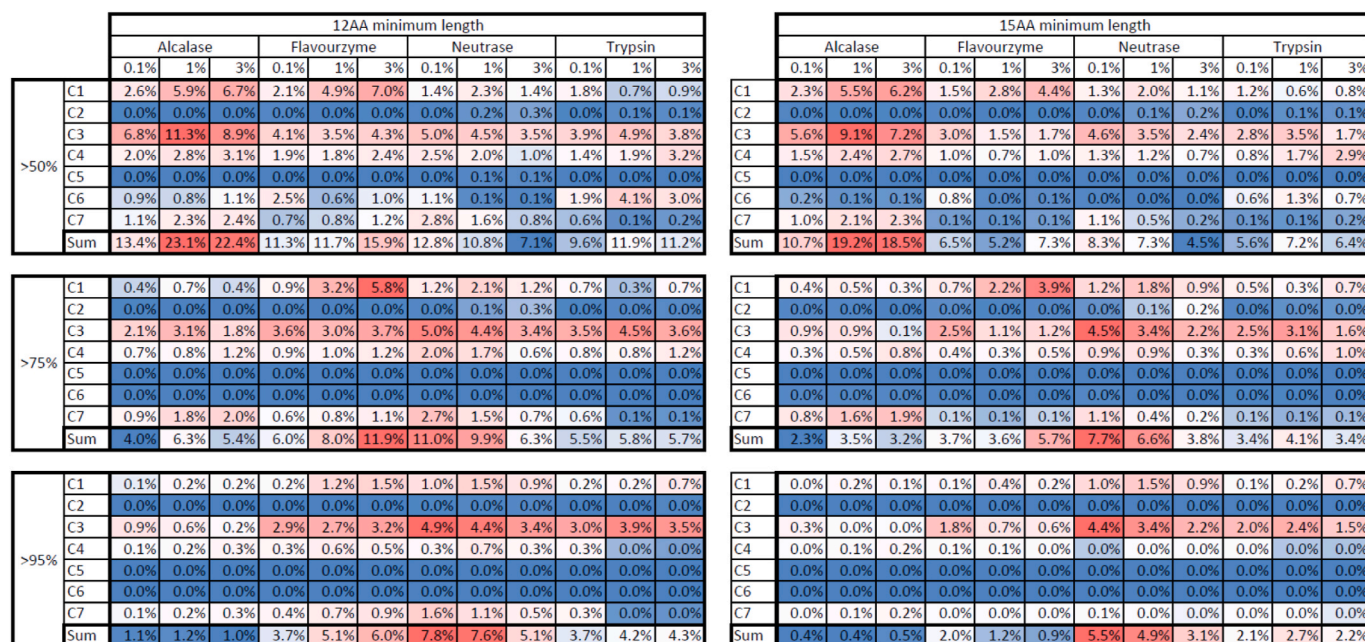 12AA minimum length 15AA minimum length
Alcalase Flavourzyme Neutrase Trypsin Alcalase Flavourzyme Neutrase Trypsin
0.1% 1% 3% 0.1% 1% 3% 0.1% 1% 3% 0.1% 1% 3% 0.1% 1% 3% 0.1% 1% 3% 0.1% 1% 3% 0.1% 1% 3%
C1 2.6% 5.9% 6.7% 2.1% 4.9% 7.0% 1.4% 2.3% 1.4% 1.8% 0.7% 0.9% C1 2.3% 5.5% 6.2% 1.5% 2.8% 4.4% 1.3% 2.0% 1.1% 1.2% 0.6% 0.8%
C2 0.0% 0.0% 0.0% 0.0% 0.0% 0.0% 0.0% 0.2% 0.3% 0.0% 0.1% 0.1% C2 0.0% 0.0% 0.0% 0.0% 0.0% 0.0% 0.0% 0.1% 0.2% 0.0% 0.1% 0.1%
C3 6.8% 11.3% 8.9% 4.1% 3.5% 4.3% 5.0% 4.5% 3.5% 3.9% 4.9% 3.8% C3 5.6% 9.1% 7.2% 3.0% 1.5% 1.7% 4.6% 3.5% 2.4% 2.8% 3.5% 1.7%
>50% C4 2.0% 2.8% 3.1% 1.9% 1.8% 2.4% 2.5% 2.0% 1.0% 1.4% 1.9% 3.2% >50% C4 1.5% 2.4% 2.7% 1.0% 0.7% 1.0% 1.3% 1.2% 0.7% 0.8% 1.7% 2.9%
C5 0.0% 0.0% 0.0% 0.0% 0.0% 0.0% 0.0% 0.1% 0.1% 0.0% 0.0% 0.0% C5 0.0% 0.0% 0.0% 0.0% 0.0% 0.0% 0.0% 0.0% 0.0% 0.0% 0.0% 0.0%
C6 0.9% 0.8% 1.1% 2.5% 0.6% 1.0% 1.1% 0.1% 0.1% 1.9% 4.1% 3.0% C6 0.2% 0.1% 0.1% 0.8% 0.0% 0.1% 0.0% 0.0% 0.0% 0.6% 1.3% 0.7%
C7 1.1% 2.3% 2.4% 0.7% 0.8% 1.2% 2.8% 1.6% 0.8% 0.6% 0.1% 0.2% C7 1.0% 2.1% 2.3% 0.1% 0.1% 0.1% 1.1% 0.5% 0.2% 0.1% 0.1% 0.2%
Sum 13.4% 23.1% 22.4% 11.3% 11.7% 15.9% 12.8% 10.8% 7.1% 9.6% 11.9% 11.2% Sum 10.7% 19.2% 18.5% 6.5% 5.2% 7.3% 8.3% 7.3% 4.5% 5.6% 7.2% 6.4%
C1 0.4% 0.7% 0.4% 0.9% 3.2% 5.8% 1.2% 2.1% 1.2% 0.7% 0.3% 0.7% C1 0.4% 0.5% 0.3% 0.7% 2.2% 3.9% 1.2% 1.8% 0.9% 0.5% 0.3% 0.7%
C2 0.0% 0.0% 0.0% 0.0% 0.0% 0.0% 0.0% 0.1% 0.3% 0.0% 0.0% 0.0% C2 0.0% 0.0% 0.0% 0.0% 0.0% 0.0% 0.0% 0.1% 0.2% 0.0% 0.0% 0.0%
C3 2.1% 3.1% 1.8% 3.6% 3.0% 3.7% 5.0% 4.4% 3.4% 3.5% 4.5% 3.6% C3 0.9% 0.9% 0.1% 2.5% 1.1% 1.2% 4.5% 3.4% 2.2% 2.5% 3.1% 1.6%
>75% C4 0.7% 0.8% 1.2% 0.9% 1.0% 1.2% 2.0% 1.7% 0.6% 0.8% 0.8% 1.2% >75% C4 0.3% 0.5% 0.8% 0.4% 0.3% 0.5% 0.9% 0.9% 0.3% 0.3% 0.6% 1.0%
C5 0.0% 0.0% 0.0% 0.0% 0.0% 0.0% 0.0% 0.0% 0.0% 0.0% 0.0% 0.0% C5 0.0% 0.0% 0.0% 0.0% 0.0% 0.0% 0.0% 0.0% 0.0% 0.0% 0.0% 0.0%
C6 0.0% 0.0% 0.0% 0.0% 0.0% 0.0% 0.0% 0.0% 0.0% 0.0% 0.0% 0.0% C6 0.0% 0.0% 0.0% 0.0% 0.0% 0.0% 0.0% 0.0% 0.0% 0.0% 0.0% 0.0%
C7 0.9% 1.8% 2.0% 0.6% 0.8% 1.1% 2.7% 1.5% 0.7% 0.6% 0.1% 0.1% C7 0.8% 1.6% 1.9% 0.1% 0.1% 0.1% 1.1% 0.4% 0.2% 0.1% 0.1% 0.1%
Sum 4.0% 6.3% 5.4% 6.0% 8.0% 11.9% 11.0% 9.9% 6.3% 5.5% 5.8% 5.7% Sum 2.3% 3.5% 3.2% 3.7% 3.6% 5.7% 7.7% 6.6% 3.8% 3.4% 4.1% 3.4%
C1 0.1% 0.2% 0.2% 0.2% 1.2% 1.5% 1.0% 1.5% 0.9% 0.2% 0.2% 0.7% C1 0.0% 0.2% 0.1% 0.1% 0.4% 0.2% 1.0% 1.5% 0.9% 0.1% 0.2% 0.7%
C2 0.0% 0.0% 0.0% 0.0% 0.0% 0.0% 0.0% 0.0% 0.0% 0.0% 0.0% 0.0% C2 0.0% 0.0% 0.0% 0.0% 0.0% 0.0% 0.0% 0.0% 0.0% 0.0% 0.0% 0.0%
C3 0.9% 0.6% 0.2% 2.9% 2.7% 3.2% 4.9% 4.4% 3.4% 3.0% 3.9% 3.5% C3 0.3% 0.0% 0.0% 1.8% 0.7% 0.6% 4.4% 3.4% 2.2% 2.0% 2.4% 1.5%
>95% C4 0.1% 0.2% 0.3% 0.3% 0.6% 0.5% 0.3% 0.7% 0.3% 0.3% 0.0% 0.0% >95% C4 0.0% 0.1% 0.2% 0.1% 0.1% 0.0% 0.0% 0.0% 0.0% 0.0% 0.0% 0.0%
C5 0.0% 0.0% 0.0% 0.0% 0.0% 0.0% 0.0% 0.0% 0.0% 0.0% 0.0% 0.0% C5 0.0% 0.0% 0.0% 0.0% 0.0% 0.0% 0.0% 0.0% 0.0% 0.0% 0.0% 0.0%
C6 0.0% 0.0% 0.0% 0.0% 0.0% 0.0% 0.0% 0.0% 0.0% 0.0% 0.0% 0.0% C6 0.0% 0.0% 0.0% 0.0% 0.0% 0.0% 0.0% 0.0% 0.0% 0.0% 0.0% 0.0%
C7 0.1% 0.2% 0.3% 0.4% 0.7% 0.9% 1.6% 1.1% 0.5% 0.3% 0.0% 0.0% C7 0.0% 0.1% 0.2% 0.0% 0.0% 0.0% 0.1% 0.0% 0.0% 0.0% 0.0% 0.0%
Sum 1.1% 1.2% 1.0% 3.7% 5.1% 6.0% 7.8% 7.6% 5.1% 3.7% 4.2% 4.3% Sum 0.4% 0.4% 0.5% 2.0% 1.2% 0.9% 5.5% 4.9% 3.1% 2.1% 2.7% 2.2%